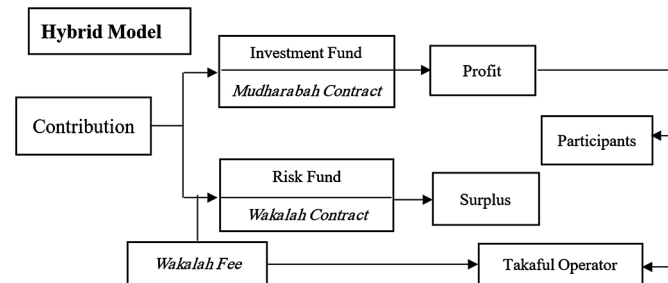 Hybrid Model
Investment Fund
Mudharabah Contract
Profit
Contribution
Participants
Risk Fund
Wakalah Contract
Surplus
Wakalah Fee
Takaful Operator